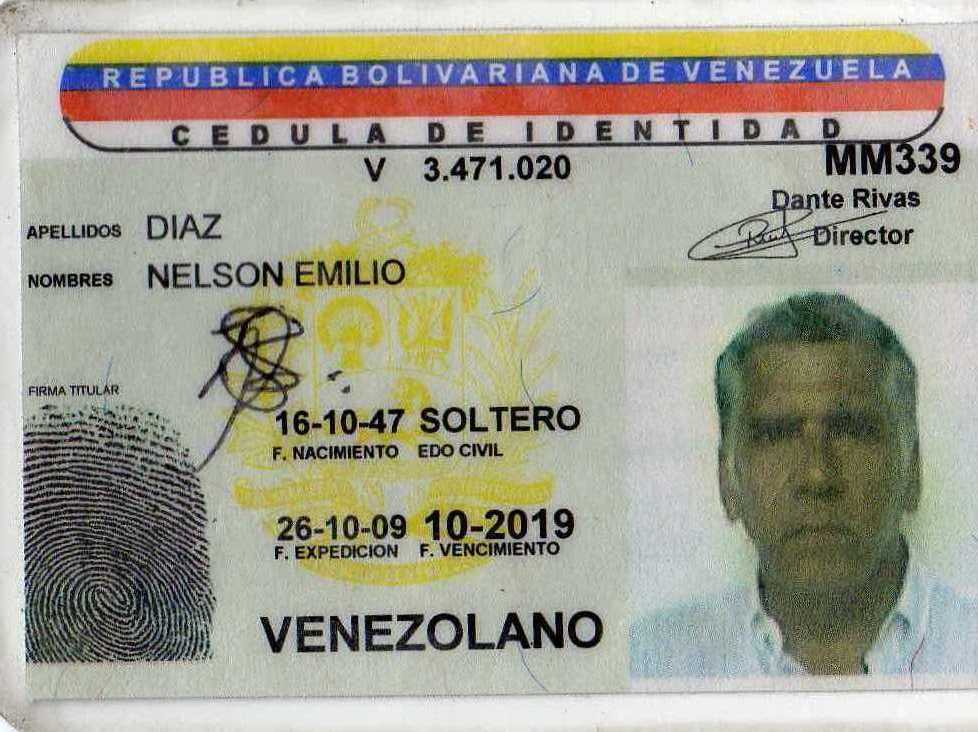 REPUBLICA BOLIVARIANA DE VENEZUELA
CEDULA DE IDENTIDAD
V 3.471.020
MM339
Dante Rivas
Director
APELLIDOS DIAZ
NOMBRES NELSON EMILIO
FIRMA TITULAR
16-10-47 SOLTERO
F. NACIMIENTO EDO CIVIL
26-10-09 10-2019
F. EXPEDICION F. VENCIMIENTO
VENEZOLANO